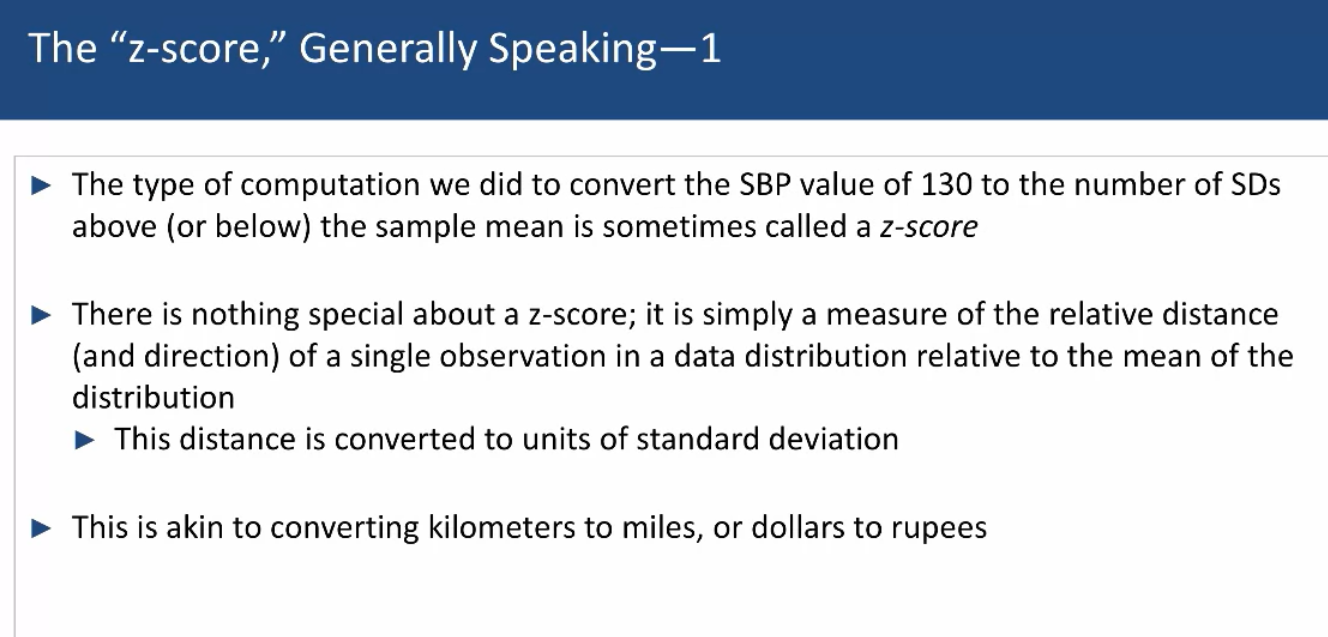 The “z-score,” Generally Speaking—1
► The type of computation we did to convert the SBP value of 130 to the number of SDs
above (or below) the sample mean is sometimes called a z-score
► There is nothing special about a z-score; it is simply a measure of the relative distance
(and direction) of a single observation in a data distribution relative to the mean of the
distribution
► This distance is converted to units of standard deviation
► This is akin to converting kilometers to miles, or dollars to rupees